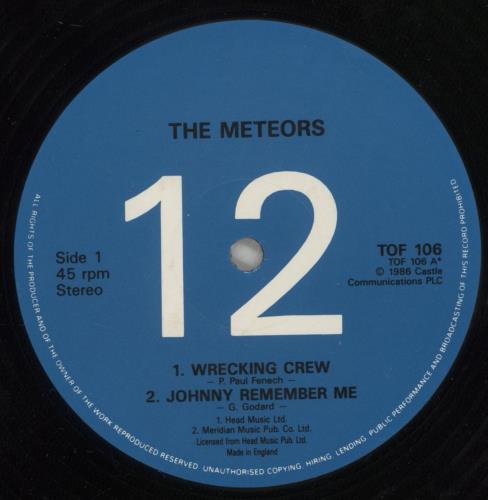 THE METEORS
12
Side 1
45 rpm
Stereo
TOF 106
TOF 106 A*
© 1986 Castle
Communications PLC
1. WRECKING CREW
– P. Paul Fenech –
2. JOHNNY REMEMBER ME
– G. Godard –
1. Head Music Ltd.
2. Meridian Music Pub. Co. Ltd.
Licensed from Head Music Pub. Ltd.
Made in England
ALL RIGHTS OF THE PRODUCER AND OF THE OWNER OF THE WORK REPRODUCED RESERVED. UNAUTHORISED COPYING, HIRING, LENDING, PUBLIC PERFORMANCE AND BROADCASTING OF THIS RECORD PROHIBITED